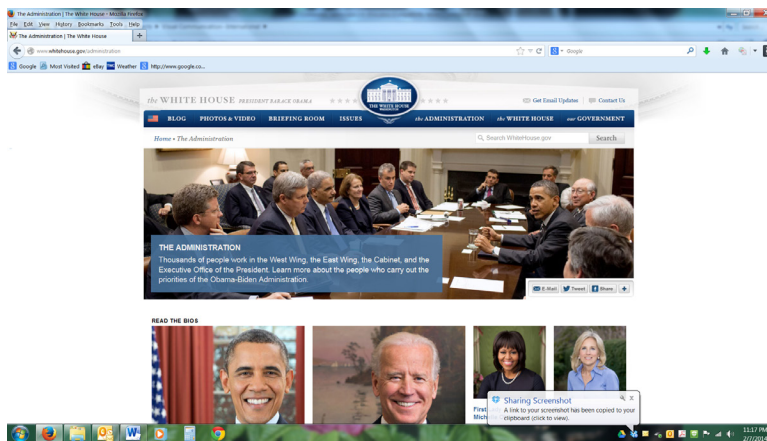 The Administration | The White House - Mozilla Firefox
File Edit View History Bookmarks Tools Help
The Administration | The White House
www.whitehouse.gov/administration
Google
Google Most Visited eBay Weather http://www.google.co...
the WHITE HOUSE PRESIDENT BARACK OBAMA
THE WHITE HOUSE
WASHINGTON
Get Email Updates Contact Us
BLOG PHOTOS & VIDEO BRIEFING ROOM ISSUES the ADMINISTRATION the WHITE HOUSE our GOVERNMENT
Home • The Administration
Search WhiteHouse.gov Search
THE ADMINISTRATION
Thousands of people work in the West Wing, the East Wing, the Cabinet, and the
Executive Office of the President. Learn more about the people who carry out the
priorities of the Obama-Biden Administration.
E-Mail Tweet Share +
READ THE BIOS
First
Sharing Screenshot
A link to your screenshot has been copied to your
clipboard (click to view).
11:17 PM